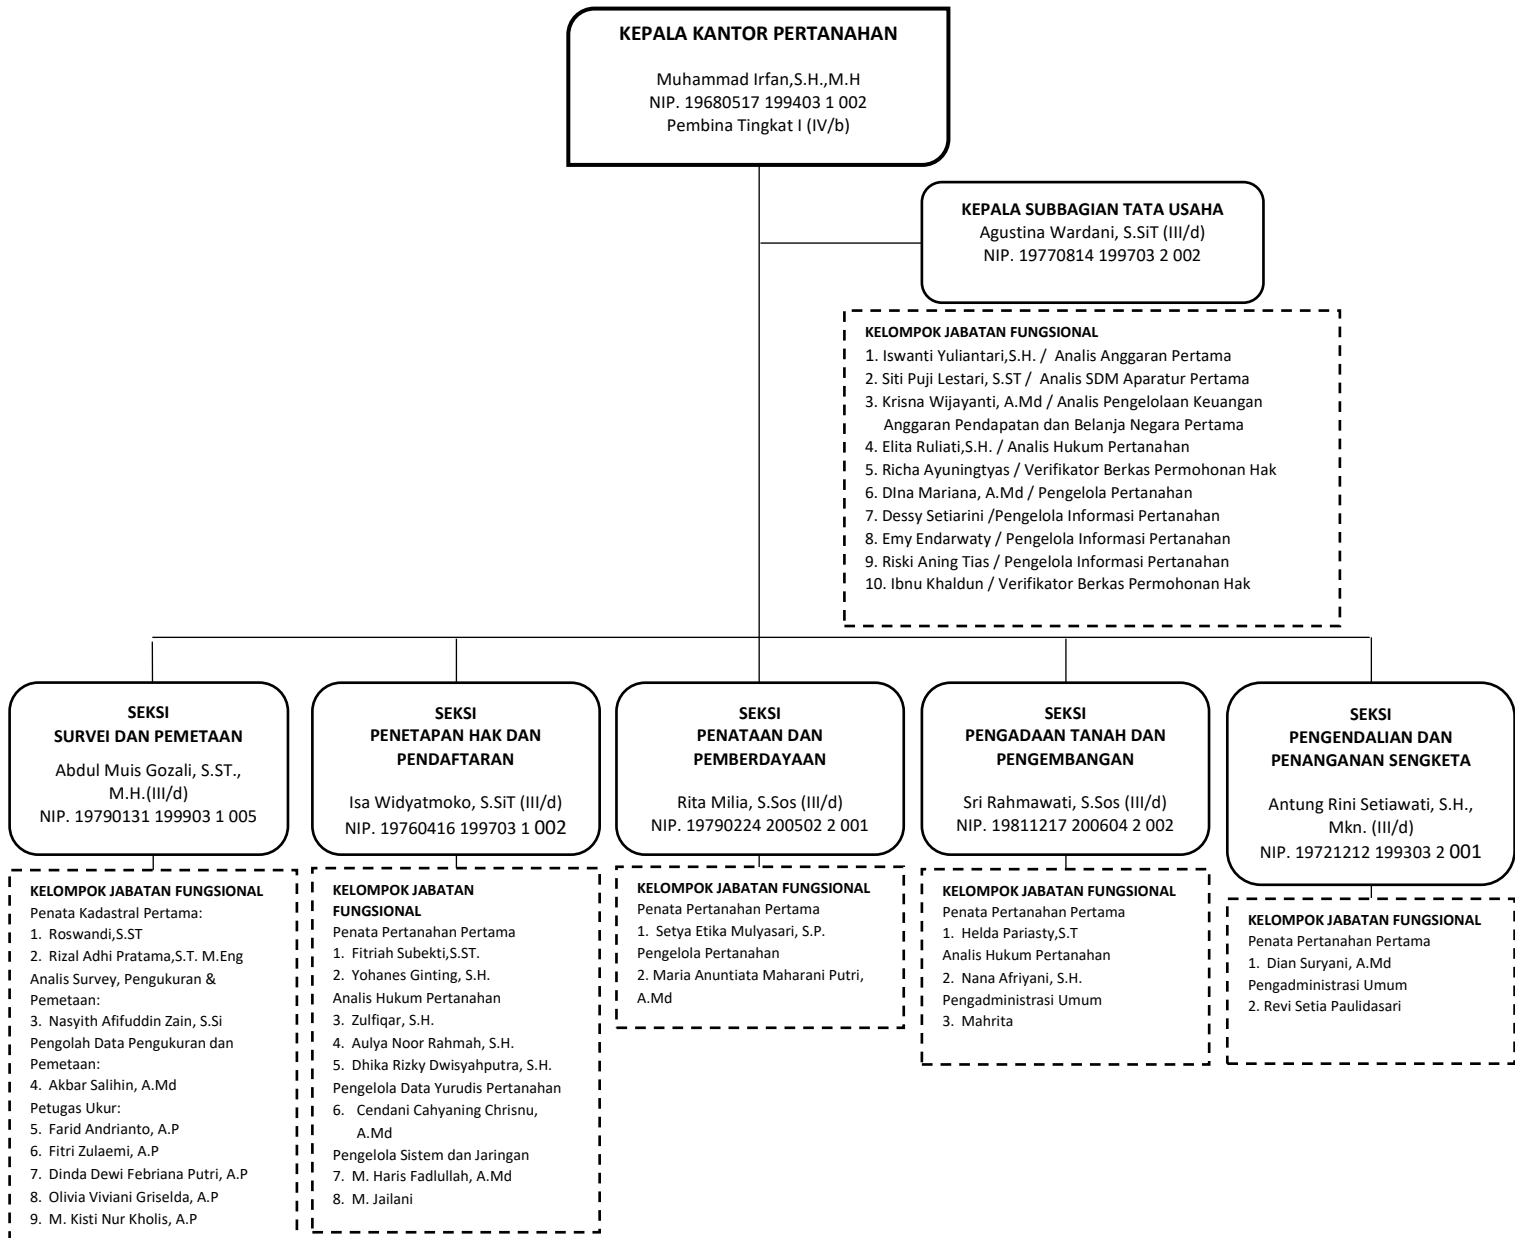 KEPALA KANTOR PERTANAHAN
Muhammad Irfan,S.H.,M.H
NIP. 19680517 199403 1 002
Pembina Tingkat I (IV/b)
KEPALA SUBBAGIAN TATA USAHA
Agustina Wardani, S.SiT (III/d)
NIP. 19770814 199703 2 002
KELOMPOK JABATAN FUNGSIONAL
1. Iswanti Yuliantari,S.H. / Analis Anggaran Pertama
2. Siti Puji Lestari, S.ST / Analis SDM Aparatur Pertama
3. Krisna Wijayanti, A.Md / Analis Pengelolaan Keuangan
Anggaran Pendapatan dan Belanja Negara Pertama
4. Elita Ruliati,S.H. / Analis Hukum Pertanahan
5. Richa Ayuningtyas / Verifikator Berkas Permohonan Hak
6. DIna Mariana, A.Md / Pengelola Pertanahan
7. Dessy Setiarini /Pengelola Informasi Pertanahan
8. Emy Endarwaty / Pengelola Informasi Pertanahan
9. Riski Aning Tias / Pengelola Informasi Pertanahan
10. Ibnu Khaldun / Verifikator Berkas Permohonan Hak
SEKSI
SURVEI DAN PEMETAAN
Abdul Muis Gozali, S.ST.,
M.H.(III/d)
NIP. 19790131 199903 1 005
SEKSI
PENETAPAN HAK DAN
PENDAFTARAN
Isa Widyatmoko, S.SiT (III/d)
NIP. 19760416 199703 1 002
SEKSI
PENATAAN DAN
PEMBERDAYAAN
Rita Milia, S.Sos (III/d)
NIP. 19790224 200502 2 001
SEKSI
PENGADAAN TANAH DAN
PENGEMBANGAN
Sri Rahmawati, S.Sos (III/d)
NIP. 19811217 200604 2 002
SEKSI
PENGENDALIAN DAN
PENANGANAN SENGKETA
Antung Rini Setiawati, S.H.,
Mkn. (III/d)
NIP. 19721212 199303 2 001
KELOMPOK JABATAN FUNGSIONAL
Penata Kadastral Pertama:
1. Roswandi,S.ST
2. Rizal Adhi Pratama,S.T. M.Eng
Analis Survey, Pengukuran &
Pemetaan:
3. Nasyith Afifuddin Zain, S.Si
Pengolah Data Pengukuran dan
Pemetaan:
4. Akbar Salihin, A.Md
Petugas Ukur:
5. Farid Andrianto, A.P
6. Fitri Zulaemi, A.P
7. Dinda Dewi Febriana Putri, A.P
8. Olivia Viviani Griselda, A.P
9. M. Kisti Nur Kholis, A.P
KELOMPOK JABATAN
FUNGSIONAL
Penata Pertanahan Pertama
1. Fitriah Subekti,S.ST.
2. Yohanes Ginting, S.H.
Analis Hukum Pertanahan
3. Zulfiqar, S.H.
4. Aulya Noor Rahmah, S.H.
5. Dhika Rizky Dwisyahputra, S.H.
Pengelola Data Yurudis Pertanahan
6. Cendani Cahyaning Chrisnu,
A.Md
Pengelola Sistem dan Jaringan
7. M. Haris Fadlullah, A.Md
8. M. Jailani
KELOMPOK JABATAN FUNGSIONAL
Penata Pertanahan Pertama
1. Setya Etika Mulyasari, S.P.
Pengelola Pertanahan
2. Maria Anuntiata Maharani Putri,
A.Md
KELOMPOK JABATAN FUNGSIONAL
Penata Pertanahan Pertama
1. Helda Pariasty,S.T
Analis Hukum Pertanahan
2. Nana Afriyani, S.H.
Pengadministrasi Umum
3. Mahrita
KELOMPOK JABATAN FUNGSIONAL
Penata Pertanahan Pertama
1. Dian Suryani, A.Md
Pengadministrasi Umum
2. Revi Setia Paulidasari